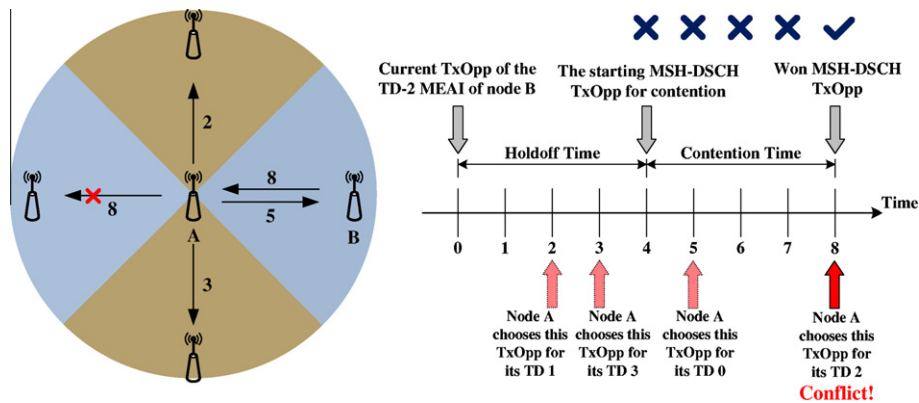 2
8
8
5
A
B
3
Current TxOpp of the
TD-2 MEAI of node B
The starting MSH-DSCH
TxOpp for contention
Won MSH-DSCH
TxOpp
Holdoff Time
Contention Time
Time
0 1 2 3 4 5 6 7 8
Node A
chooses this
TxOpp for
its TD 1
Node A
chooses this
TxOpp for
its TD 3
Node A
chooses this
TxOpp for
its TD 0
Node A
chooses this
TxOpp for
its TD 2
Conflict!